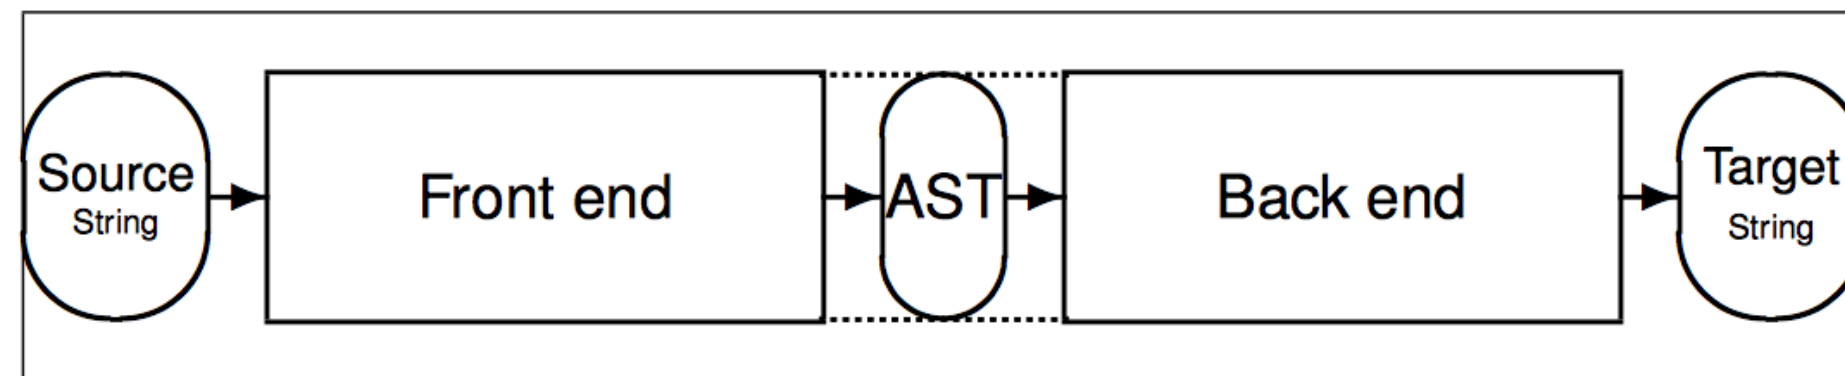 Source
String
Front end
AST
Back end
Target
String